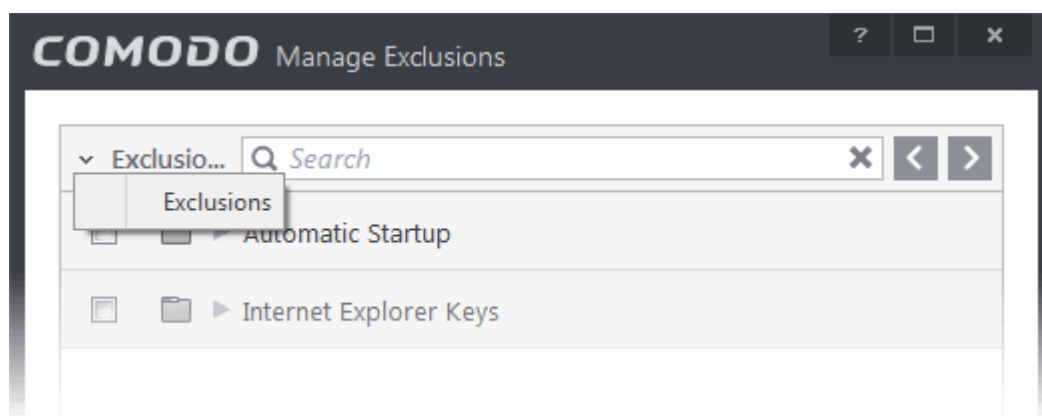 COMODO Manage Exclusions
Exclusio... Search
Exclusions
Automatic Startup
Internet Explorer Keys